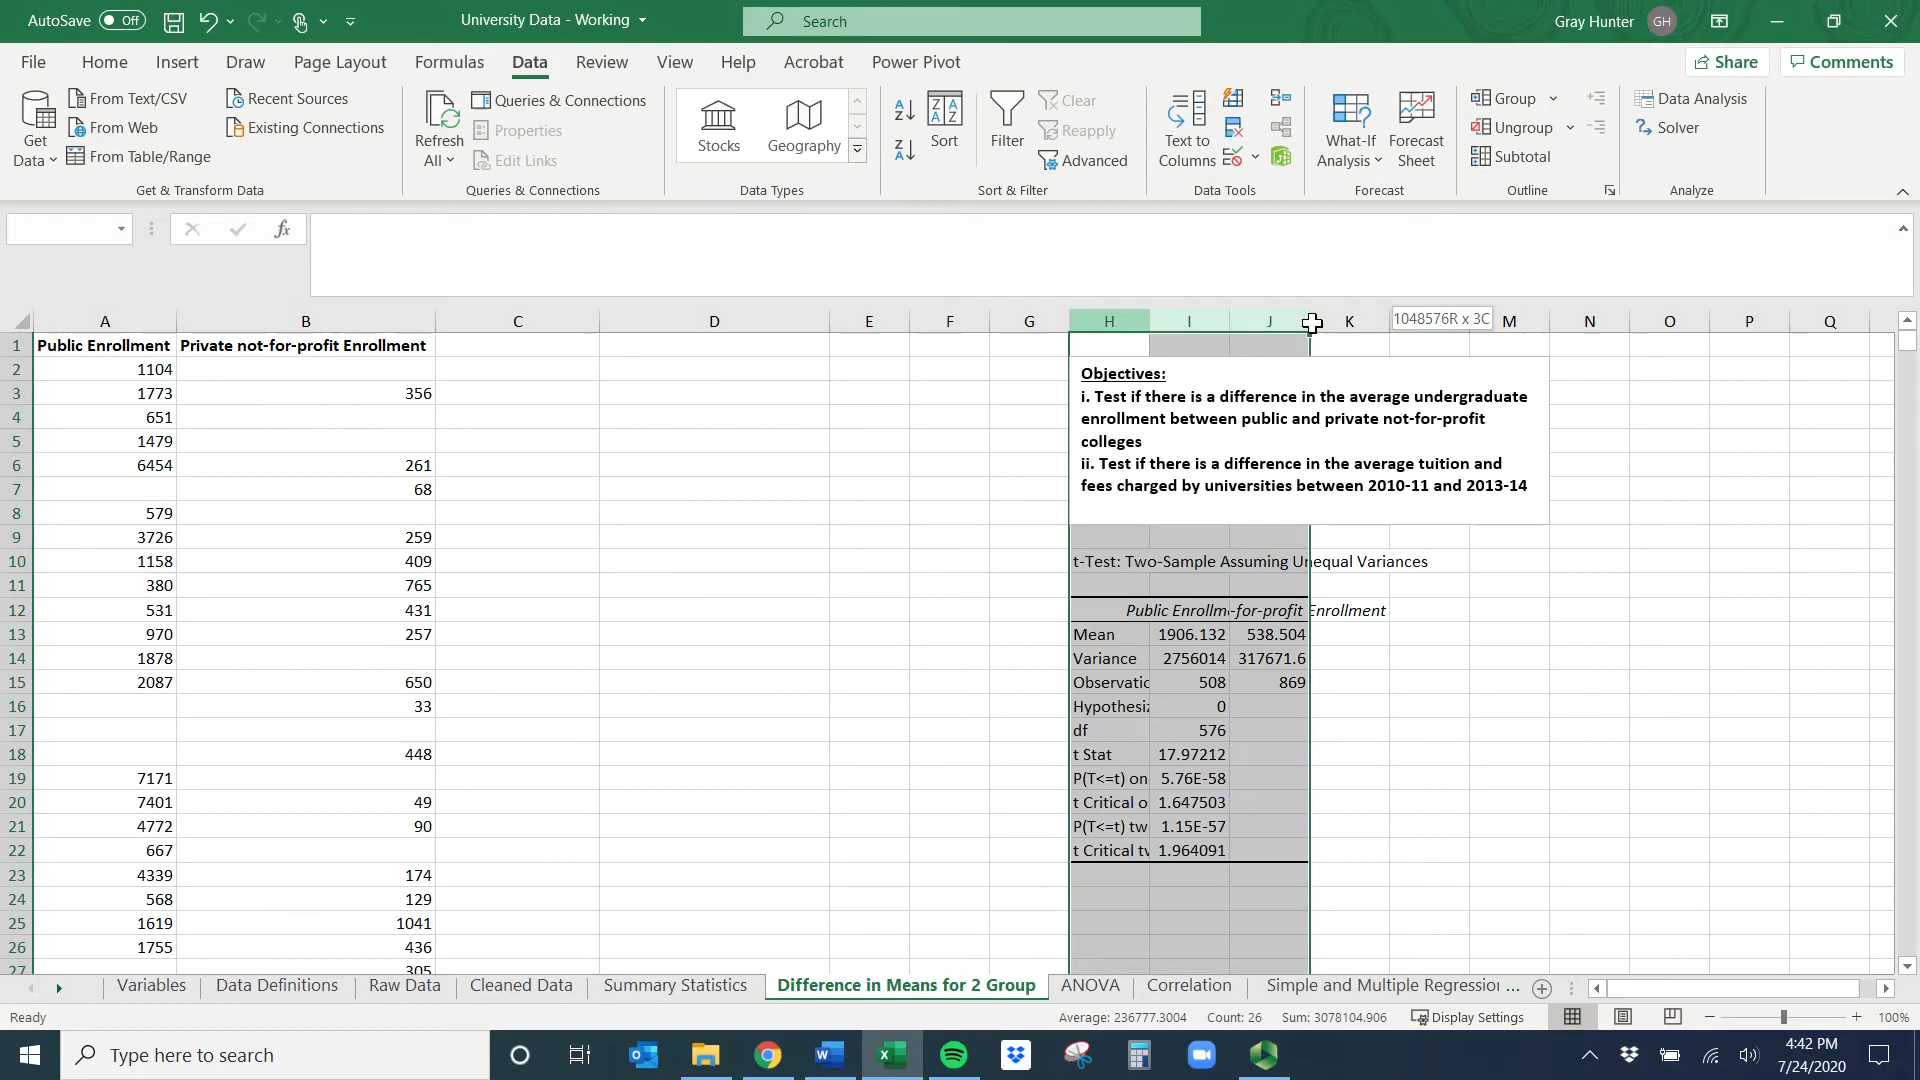 AutoSave Off
University Data - Working
Search
Gray Hunter GH
File Home Insert Draw Page Layout Formulas Data Review View Help Acrobat Power Pivot
Share Comments
Get Data
From Text/CSV
From Web
From Table/Range
Recent Sources
Existing Connections
Get & Transform Data
Refresh All
Queries & Connections
Properties
Edit Links
Queries & Connections
Stocks Geography
Data Types
Sort
Filter
Clear
Reapply
Advanced
Sort & Filter
Text to Columns
Data Tools
What-If Analysis
Forecast Sheet
Forecast
Group
Ungroup
Subtotal
Outline
Data Analysis
Solver
Analyze
fx
A B C D E F G H I J K 1048576R x 3C M N O P Q
1 Public Enrollment Private not-for-profit Enrollment
2 1104
3 1773 356
4 651
5 1479
6 6454 261
7 68
8 579
9 3726 259
10 1158 409
11 380 765
12 531 431
13 970 257
14 1878
15 2087 650
16 33
17
18 448
19 7171
20 7401 49
21 4772 90
22 667
23 4339 174
24 568 129
25 1619 1041
26 1755 436
27 305
Objectives:
i. Test if there is a difference in the average undergraduate
enrollment between public and private not-for-profit
colleges
ii. Test if there is a difference in the average tuition and
fees charged by universities between 2010-11 and 2013-14
t-Test: Two-Sample Assuming Unequal Variances
Public Enrollm -for-profit Enrollment
Mean 1906.132 538.504
Variance 2756014 317671.6
Observatic 508 869
Hypothesiz 0
df 576
t Stat 17.97212
P(T<=t) on 5.76E-58
t Critical o 1.647503
P(T<=t) tw 1.15E-57
t Critical tv 1.964091
Variables Data Definitions Raw Data Cleaned Data Summary Statistics Difference in Means for 2 Group ANOVA Correlation Simple and Multiple Regression ...
Ready
Average: 236777.3004 Count: 26 Sum: 3078104.906 Display Settings 100%
Type here to search
4:42 PM
7/24/2020